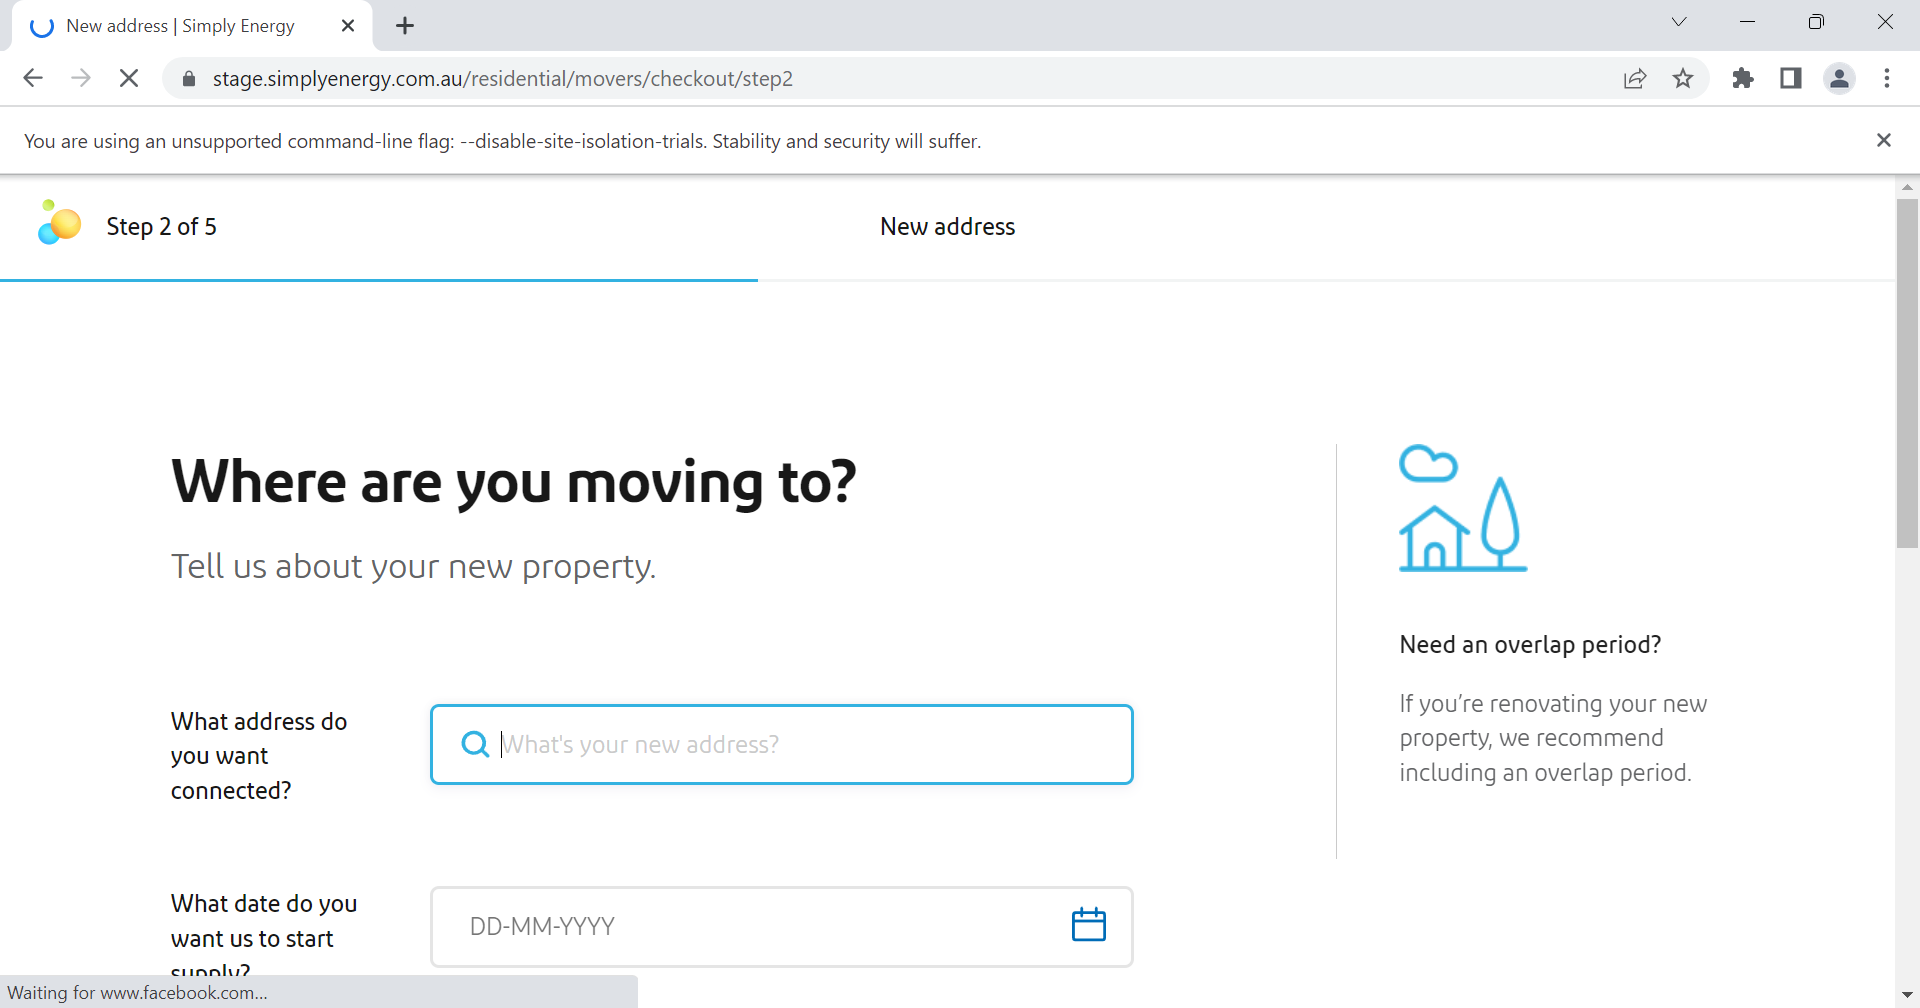 New address | Simply Energy
stage.simplyenergy.com.au/residential/movers/checkout/step2
You are using an unsupported command-line flag: --disable-site-isolation-trials. Stability and security will suffer.
Step 2 of 5
New address
Where are you moving to?
Tell us about your new property.
What address do
you want
connected?
What's your new address?
Need an overlap period?
If you’re renovating your new
property, we recommend
including an overlap period.
What date do you
want us to start
supply?
DD-MM-YYYY
Waiting for www.facebook.com...